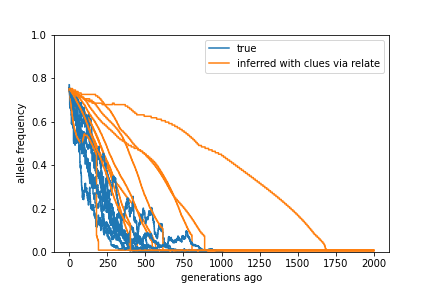 true
inferred with clues via relate
allele frequency
1.0
0.8
0.6
0.4
0.2
0.0
0 250 500 750 1000 1250 1500 1750 2000
generations ago